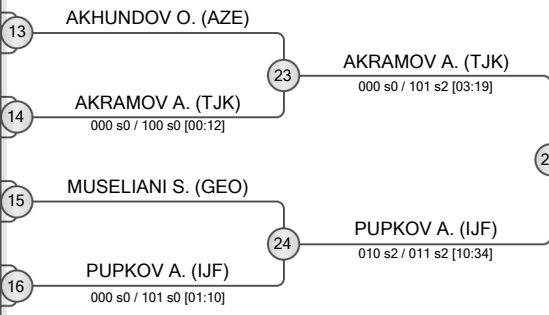 AKHUNDOV O. (AZE)
13
23
AKRAMOV A. (TJK)
000 s0 / 101 s2 [03:19]
AKRAMOV A. (TJK)
14
000 s0 / 100 s0 [00:12]
2
MUSELIANI S. (GEO)
15
24
PUPKOV A. (IJF)
010 s2 / 011 s2 [10:34]
PUPKOV A. (IJF)
16
000 s0 / 101 s0 [01:10]